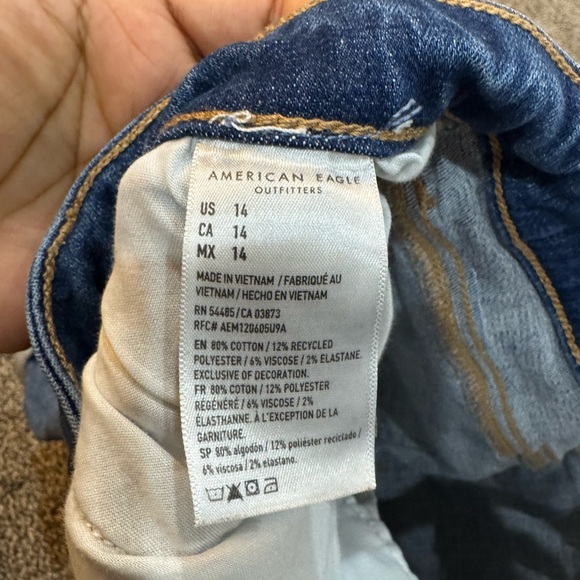 AMERICAN EAGLE
OUTFITTERS
US 14
CA 14
MX 14
MADE IN VIETNAM / FABRIQUÉ AU
VIETNAM / HECHO EN VIETNAM
RN 54485/CA 03873
RFC# AEM120605U9A
EN 80% COTTON / 12% RECYCLED
POLYESTER / 6% VISCOSE / 2% ELASTANE.
EXCLUSIVE OF DECORATION.
FR 80% COTON / 12% POLYESTER
REGÉNÉRÉ / 6% VISCOSE / 2%
ÉLASTHANNE. À L'EXCEPTION DE LA
GARNITURE.
SP 80% algodón / 12% poliéster reciclado /
6% viscosa / 2% elastano.